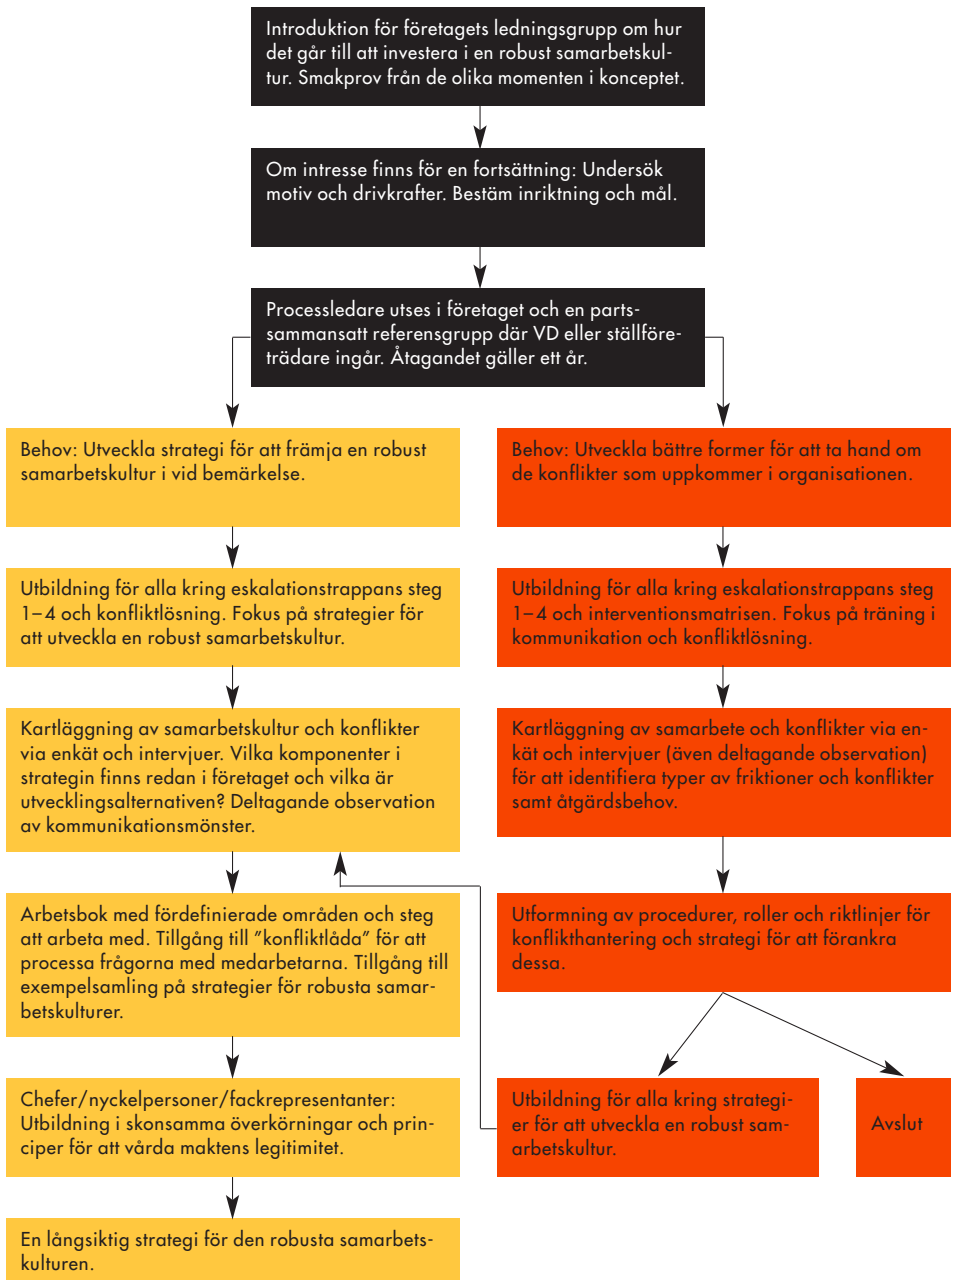 Introduktion för företagets ledningsgrupp om hur
det går till att investera i en robust samarbetskul-
tur. Smakprov från de olika momenten i konceptet.
Om intresse finns för en fortsättning: Undersök
motiv och drivkrafter. Bestäm inriktning och mål.
Processledare utses i företaget och en parts-
sammansatt referensgrupp där VD eller ställföre-
trädare ingår. Åtagandet gäller ett år.
Behov: Utveckla strategi för att främja en robust
samarbetskultur i vid bemärkelse.
Utbildning för alla kring eskalationstrappans steg
1–4 och konfliktlösning. Fokus på strategier för
att utveckla en robust samarbetskultur.
Kartläggning av samarbetskultur och konflikter
via enkät och intervjuer. Vilka komponenter i
strategin finns redan i företaget och vilka är
utvecklingsalternativen? Deltagande observation
av kommunikationsmönster.
Arbetsbok med fördefinierade områden och steg
att arbeta med. Tillgång till ”konfliktlåda” för att
processa frågorna med medarbetarna. Tillgång till
exempelsamling på strategier för robusta samar-
betskulturer.
Chefer/nyckelpersoner/fackrepresentanter:
Utbildning i skonsamma överkörningar och prin-
ciper för att vårda maktens legitimitet.
En långsiktig strategi för den robusta samarbets-
kulturen.
Behov: Utveckla bättre former för att ta hand om
de konflikter som uppkommer i organisationen.
Utbildning för alla kring eskalationstrappans steg
1–4 och interventionsmatrisen. Fokus på träning i
kommunikation och konfliktlösning.
Kartläggning av samarbete och konflikter via en-
kät och intervjuer (även deltagande observation)
för att identifiera typer av friktioner och konflikter
samt åtgärdsbehov.
Utformning av procedurer, roller och riktlinjer för
konflikthantering och strategi för att förankra
dessa.
Utbildning för alla kring strategi-
er för att utveckla en robust sam-
arbetskultur.
Avslut